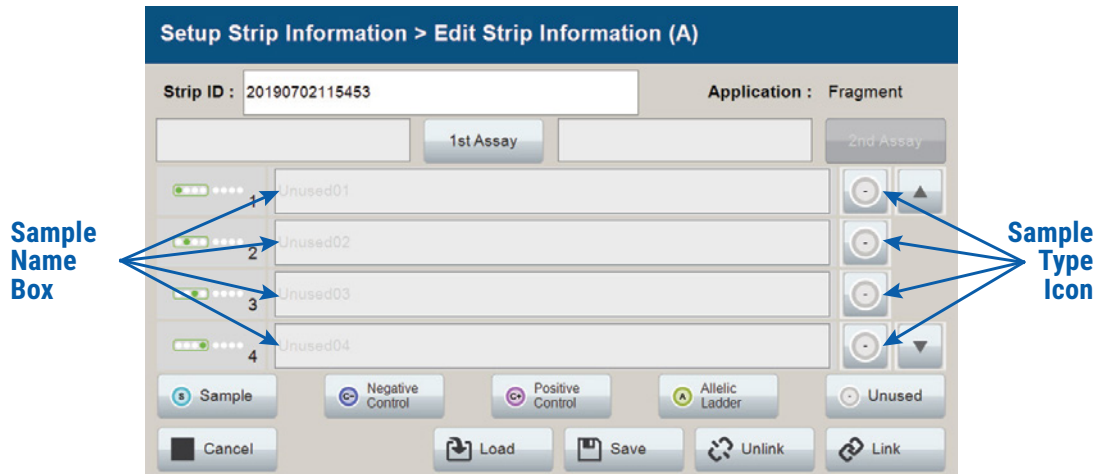 Setup Strip Information > Edit Strip Information (A)
Strip ID : 20190702115453 Application : Fragment
1st Assay 2nd Assay
1 Unused01 -
2 Unused02 -
3 Unused03 -
4 Unused04 -
Sample
Name
Box
Sample
Type
Icon
S Sample
C- Negative
Control
C+ Positive
Control
A Allelic
Ladder
- Unused
Cancel Load Save Unlink Link